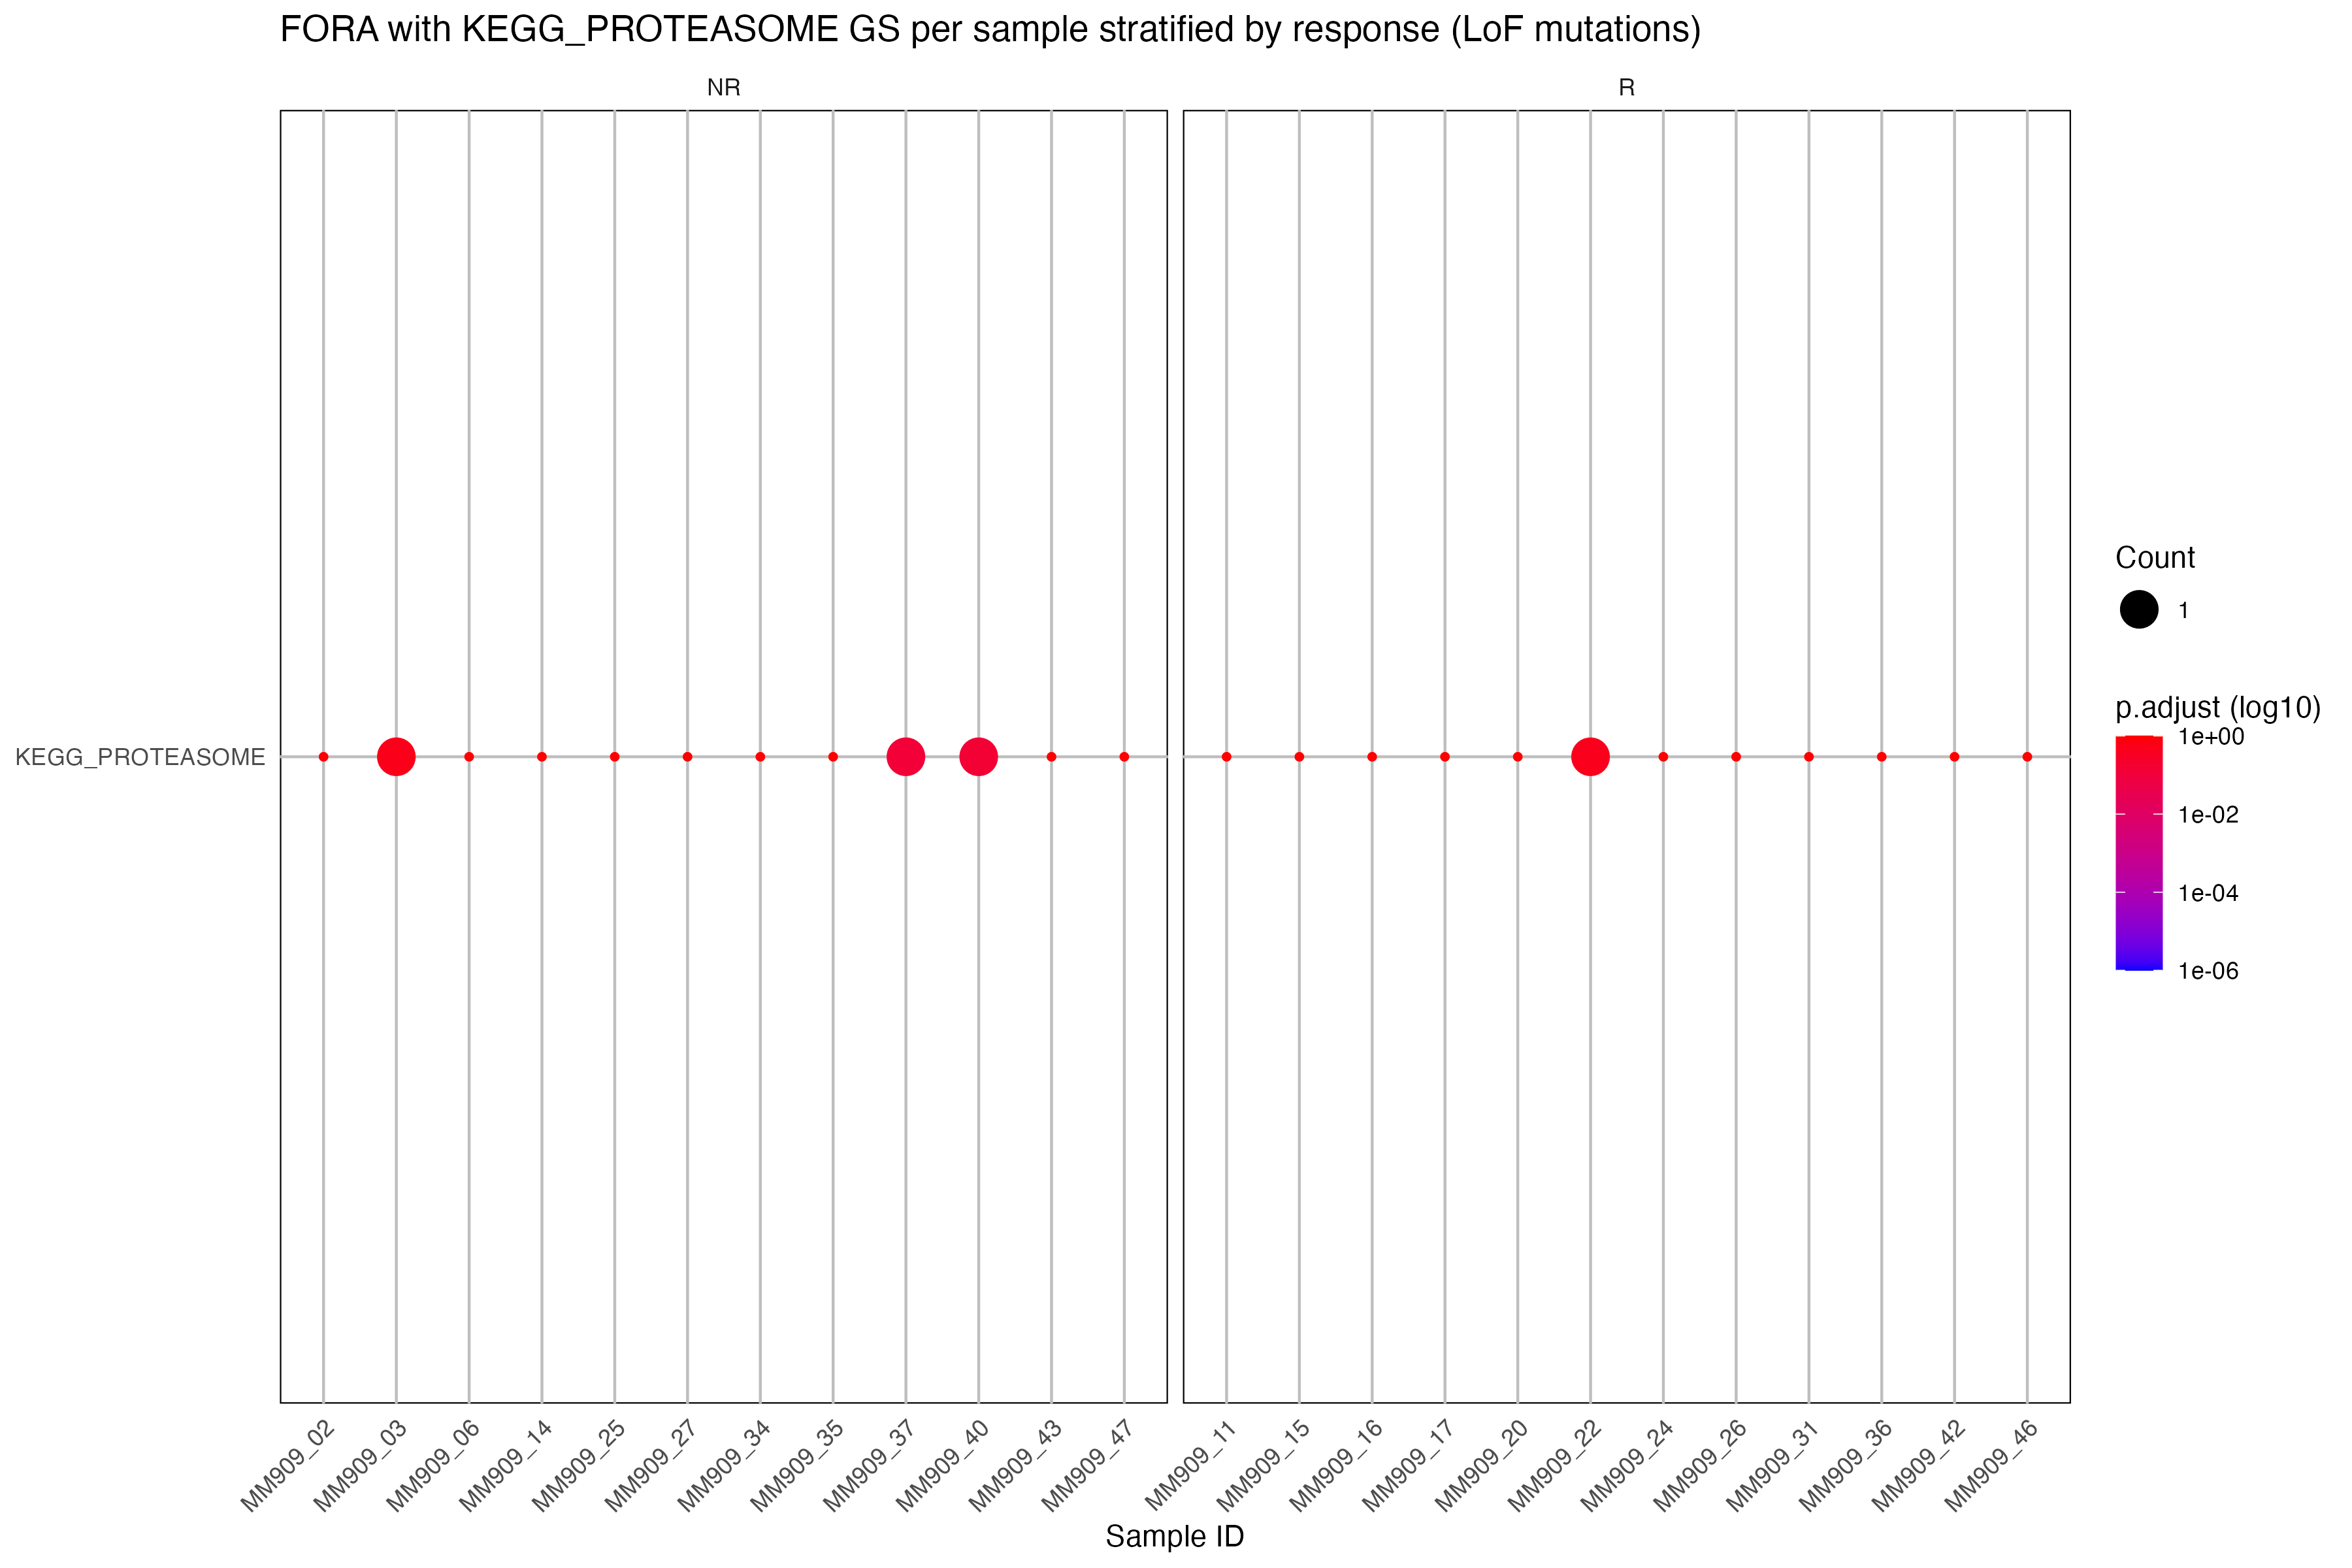 FORA with KEGG_PROTEASOME GS per sample stratified by response (LoF mutations)
NR
R
KEGG_PROTEASOME
Count
1
p.adjust (log10)
1e+00
1e-02
1e-04
1e-06
MM909_02
MM909_03
MM909_06
MM909_14
MM909_25
MM909_27
MM909_34
MM909_35
MM909_37
MM909_40
MM909_43
MM909_47
MM909_11
MM909_15
MM909_16
MM909_17
MM909_20
MM909_22
MM909_24
MM909_26
MM909_31
MM909_36
MM909_42
MM909_46
Sample ID